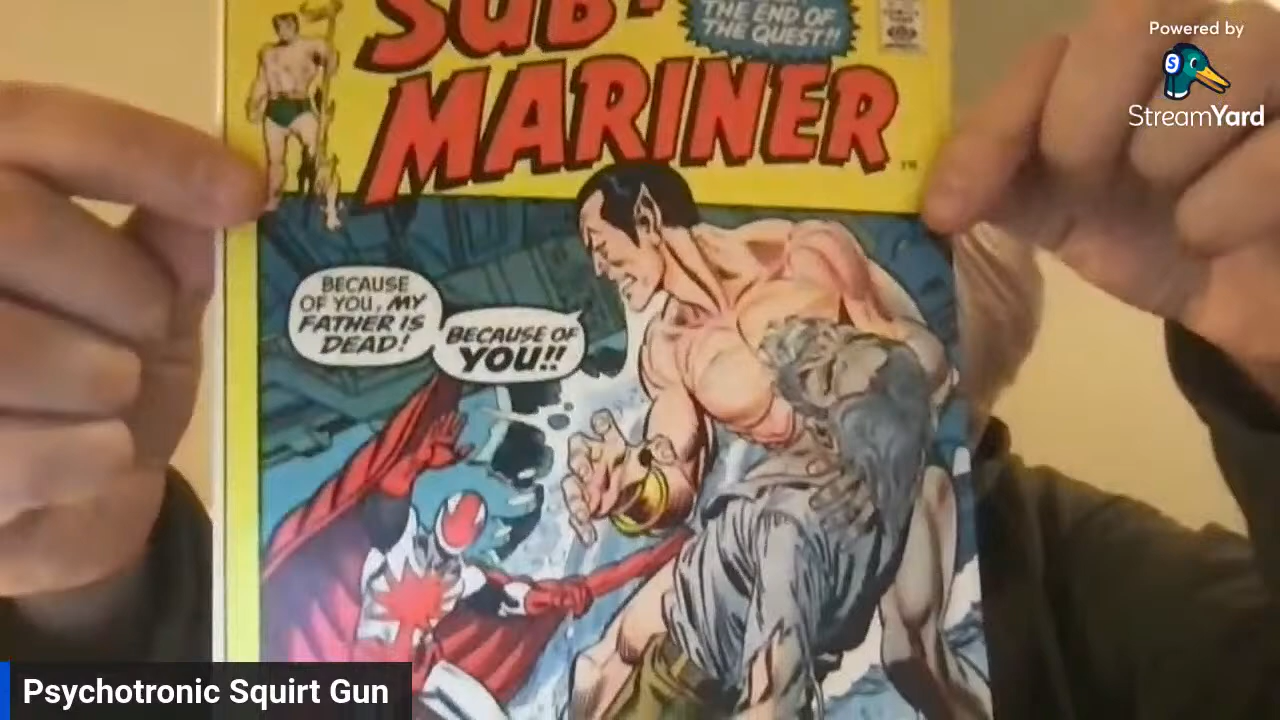 SUB-
MARINER
THE END OF
THE QUEST!!
Powered by
StreamYard
BECAUSE
OF YOU, MY
FATHER IS
DEAD!
BECAUSE OF
YOU!!
Psychotronic Squirt Gun